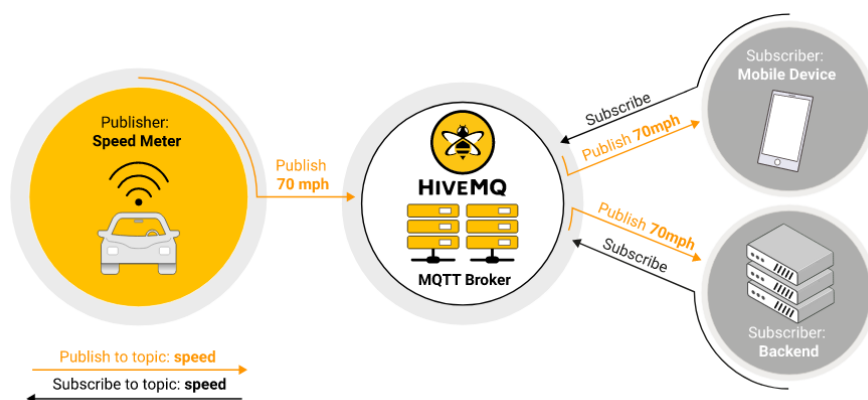 Publisher:
Speed Meter
Publish
70 mph
HIVEMQ
MQTT Broker
Subscribe
Publish 70mph
Subscriber:
Mobile Device
Publish 70mph
Subscribe
Subscriber:
Backend
Publish to topic: speed
Subscribe to topic: speed